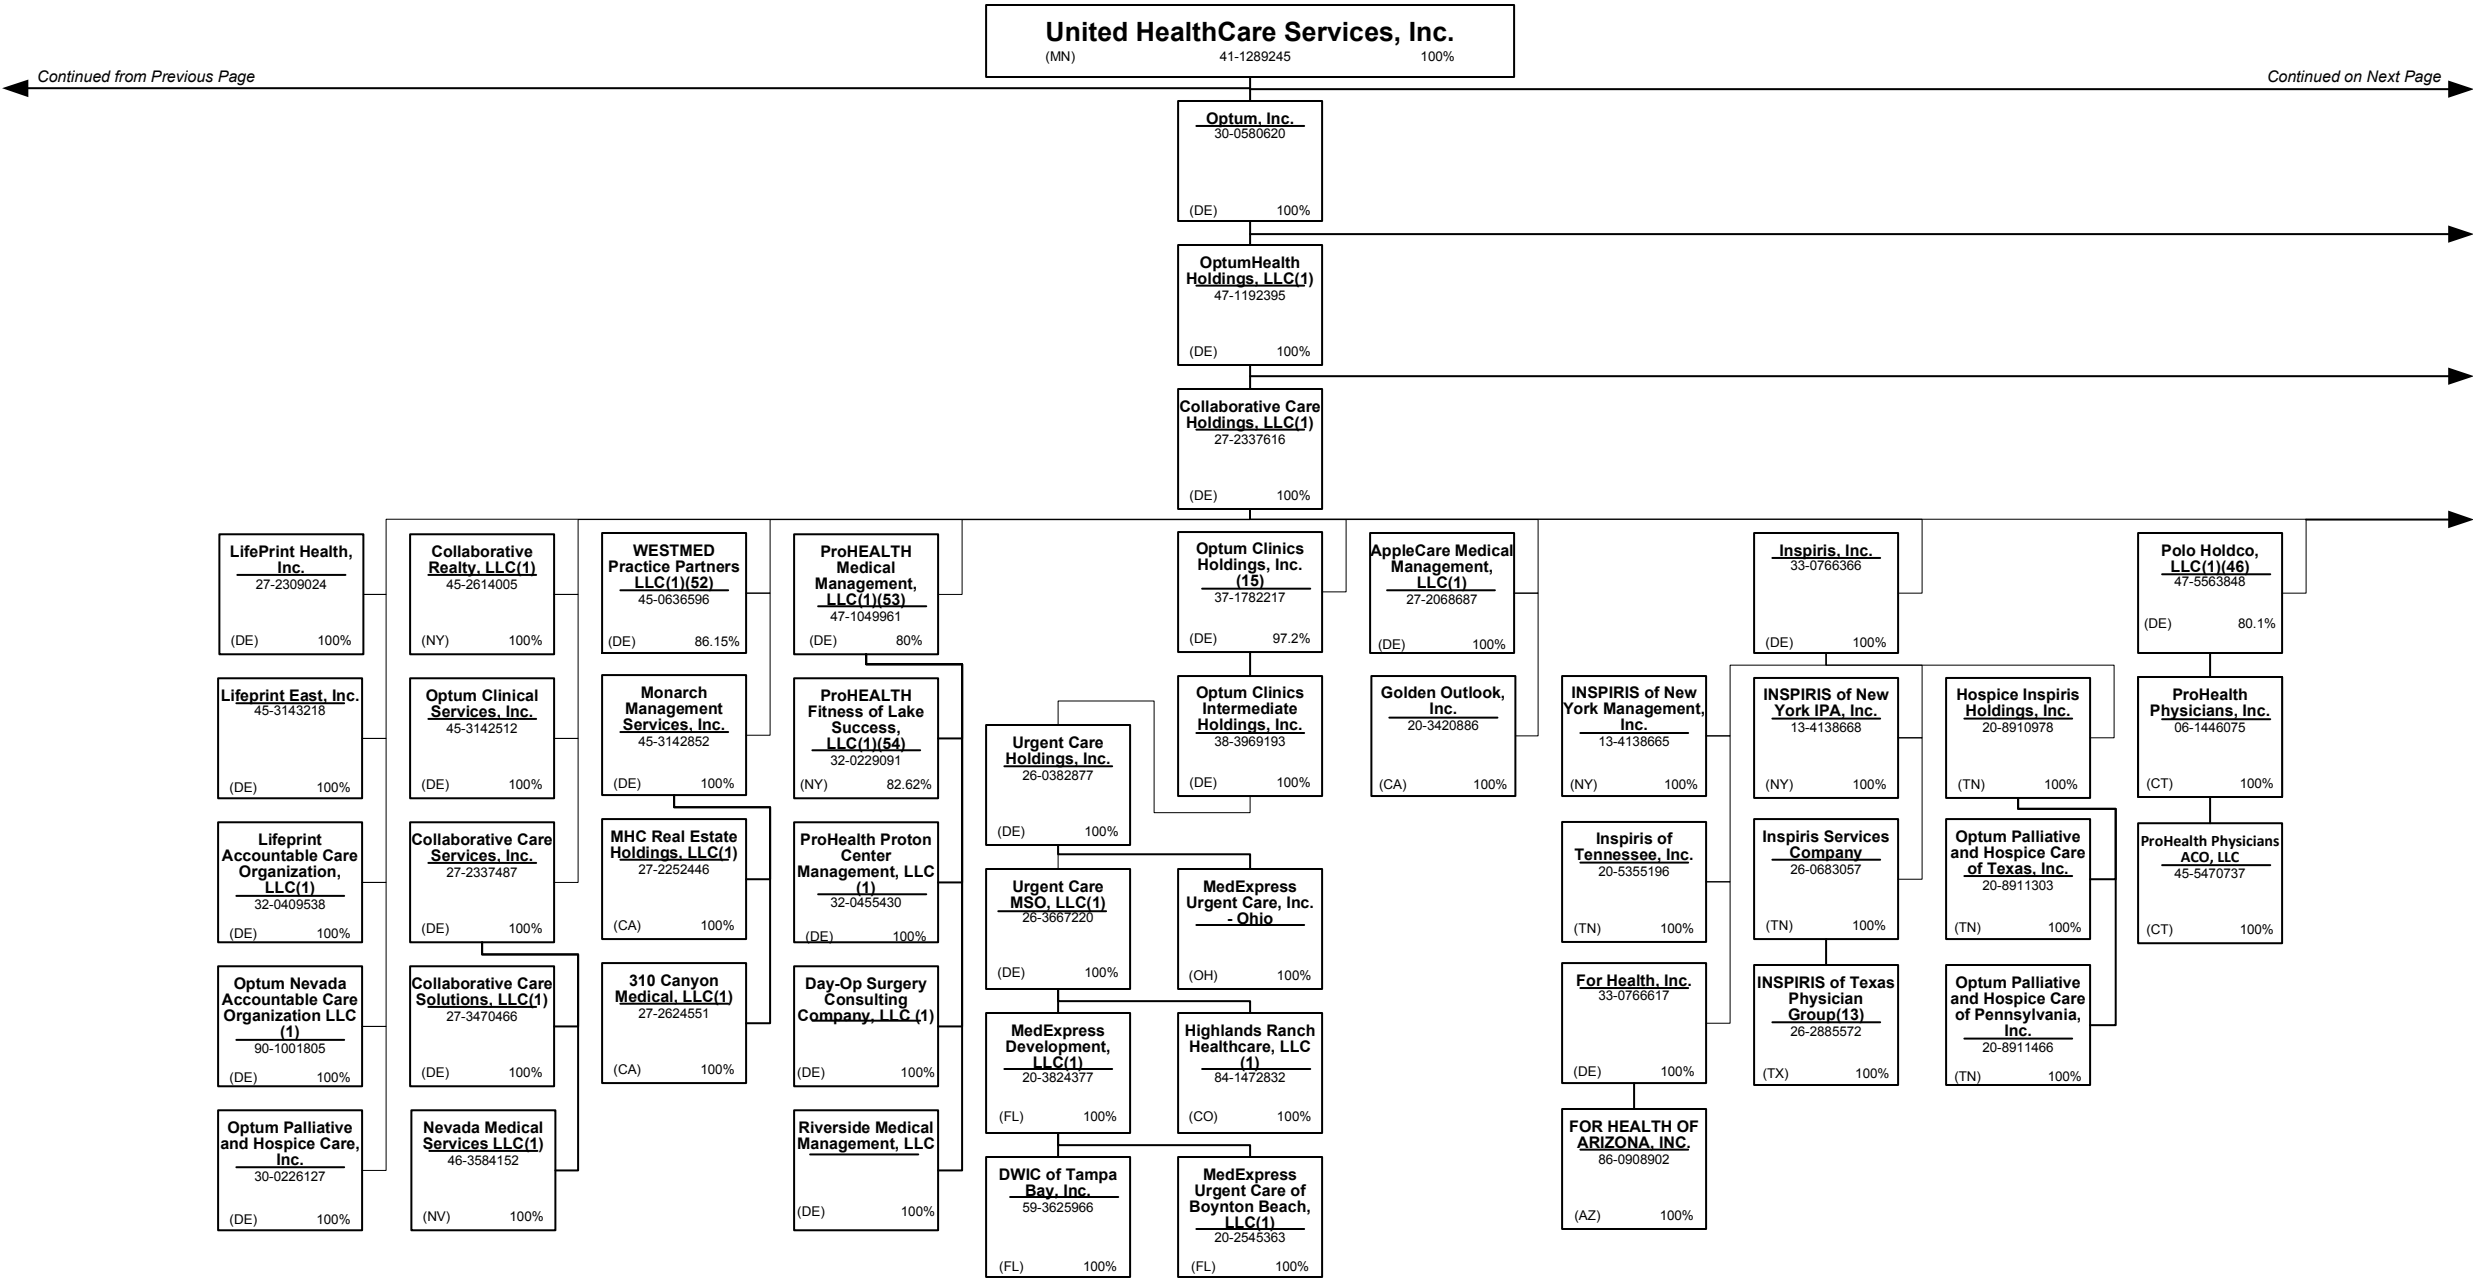 United HealthCare Services, Inc.
(MN) 41-1289245 100%
Continued from Previous Page
Continued on Next Page
Optum, Inc.
30-0580620
(DE) 100%
OptumHealth
Holdings, LLC(1)
47-1192395
(DE) 100%
Collaborative Care
Holdings, LLC(1)
27-2337616
(DE) 100%
LifePrint Health,
Inc.
27-2309024
(DE) 100%
Collaborative
Realty, LLC(1)
45-2614005
(NY) 100%
WESTMED
Practice Partners
LLC(1)(52)
45-0636596
(DE) 86.15%
ProHEALTH
Medical
Management,
LLC(1)(53)
47-1049961
(DE) 80%
Optum Clinics
Holdings, Inc.
(15)
37-1782217
(DE) 97.2%
AppleCare Medical
Management,
LLC(1)
27-2068687
(DE) 100%
Inspiris, Inc.
33-0766366
(DE) 100%
Polo Holdco,
LLC(1)(46)
47-5563848
(DE) 80.1%
Lifeprint East, Inc.
45-3143218
(DE) 100%
Optum Clinical
Services, Inc.
45-3142512
(DE) 100%
Monarch
Management
Services, Inc.
45-3142852
(DE) 100%
ProHEALTH
Fitness of Lake
Success,
LLC(1)(54)
32-0229091
(NY) 82.62%
Urgent Care
Holdings, Inc.
26-0382877
(DE) 100%
Optum Clinics
Intermediate
Holdings, Inc.
38-3969193
(DE) 100%
Golden Outlook,
Inc.
20-3420886
(CA) 100%
INSPIRIS of New
York Management,
Inc.
13-4138665
(NY) 100%
INSPIRIS of New
York IPA, Inc.
13-4138668
(NY) 100%
Hospice Inspiris
Holdings, Inc.
20-8910978
(TN) 100%
ProHealth
Physicians, Inc.
06-1446075
(CT) 100%
Lifeprint
Accountable Care
Organization,
LLC(1)
32-0409538
(DE) 100%
Collaborative Care
Services, Inc.
27-2337487
(DE) 100%
MHC Real Estate
Holdings, LLC(1)
27-2252446
(CA) 100%
ProHealth Proton
Center
Management, LLC
(1)
32-0455430
(DE) 100%
Urgent Care
MSO, LLC(1)
26-3667220
(DE) 100%
MedExpress
Urgent Care, Inc.
- Ohio
(OH) 100%
Inspiris of
Tennessee, Inc.
20-5355196
(TN) 100%
Inspiris Services
Company
26-0683057
(TN) 100%
Optum Palliative
and Hospice Care
of Texas, Inc.
20-8911303
(TN) 100%
ProHealth Physicians
ACO, LLC
45-5470737
(CT) 100%
Optum Nevada
Accountable Care
Organization LLC
(1)
90-1001805
(DE) 100%
Collaborative Care
Solutions, LLC(1)
27-3470466
(DE) 100%
310 Canyon
Medical, LLC(1)
27-2624551
(CA) 100%
Day-Op Surgery
Consulting
Company, LLC (1)
(DE) 100%
MedExpress
Development,
LLC(1)
20-3824377
(FL) 100%
Highlands Ranch
Healthcare, LLC
(1)
84-1472832
(CO) 100%
For Health, Inc.
33-0766617
(DE) 100%
INSPIRIS of Texas
Physician
Group(13)
26-2885572
(TX) 100%
Optum Palliative
and Hospice Care
of Pennsylvania,
Inc.
20-8911466
(TN) 100%
Optum Palliative
and Hospice Care,
Inc.
30-0226127
(DE) 100%
Nevada Medical
Services LLC(1)
46-3584152
(NV) 100%
Riverside Medical
Management, LLC
(DE) 100%
DWIC of Tampa
Bay, Inc.
59-3625966
(FL) 100%
MedExpress
Urgent Care of
Boynton Beach,
LLC(1)
20-2545363
(FL) 100%
FOR HEALTH OF
ARIZONA, INC.
86-0908902
(AZ) 100%